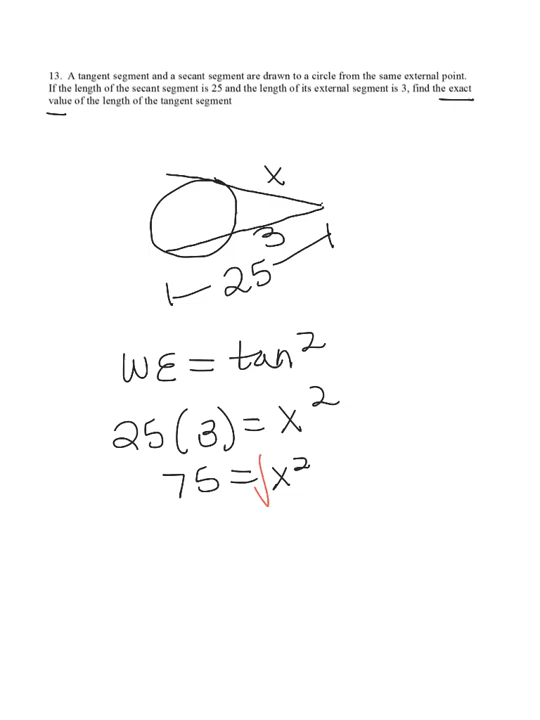 13. A tangent segment and a secant segment are drawn to a circle from the same external point.
If the length of the secant segment is 25 and the length of its external segment is 3, find the exact
value of the length of the tangent segment
x
3
25
WE = tan²
25(3) = x²
75 = √x²